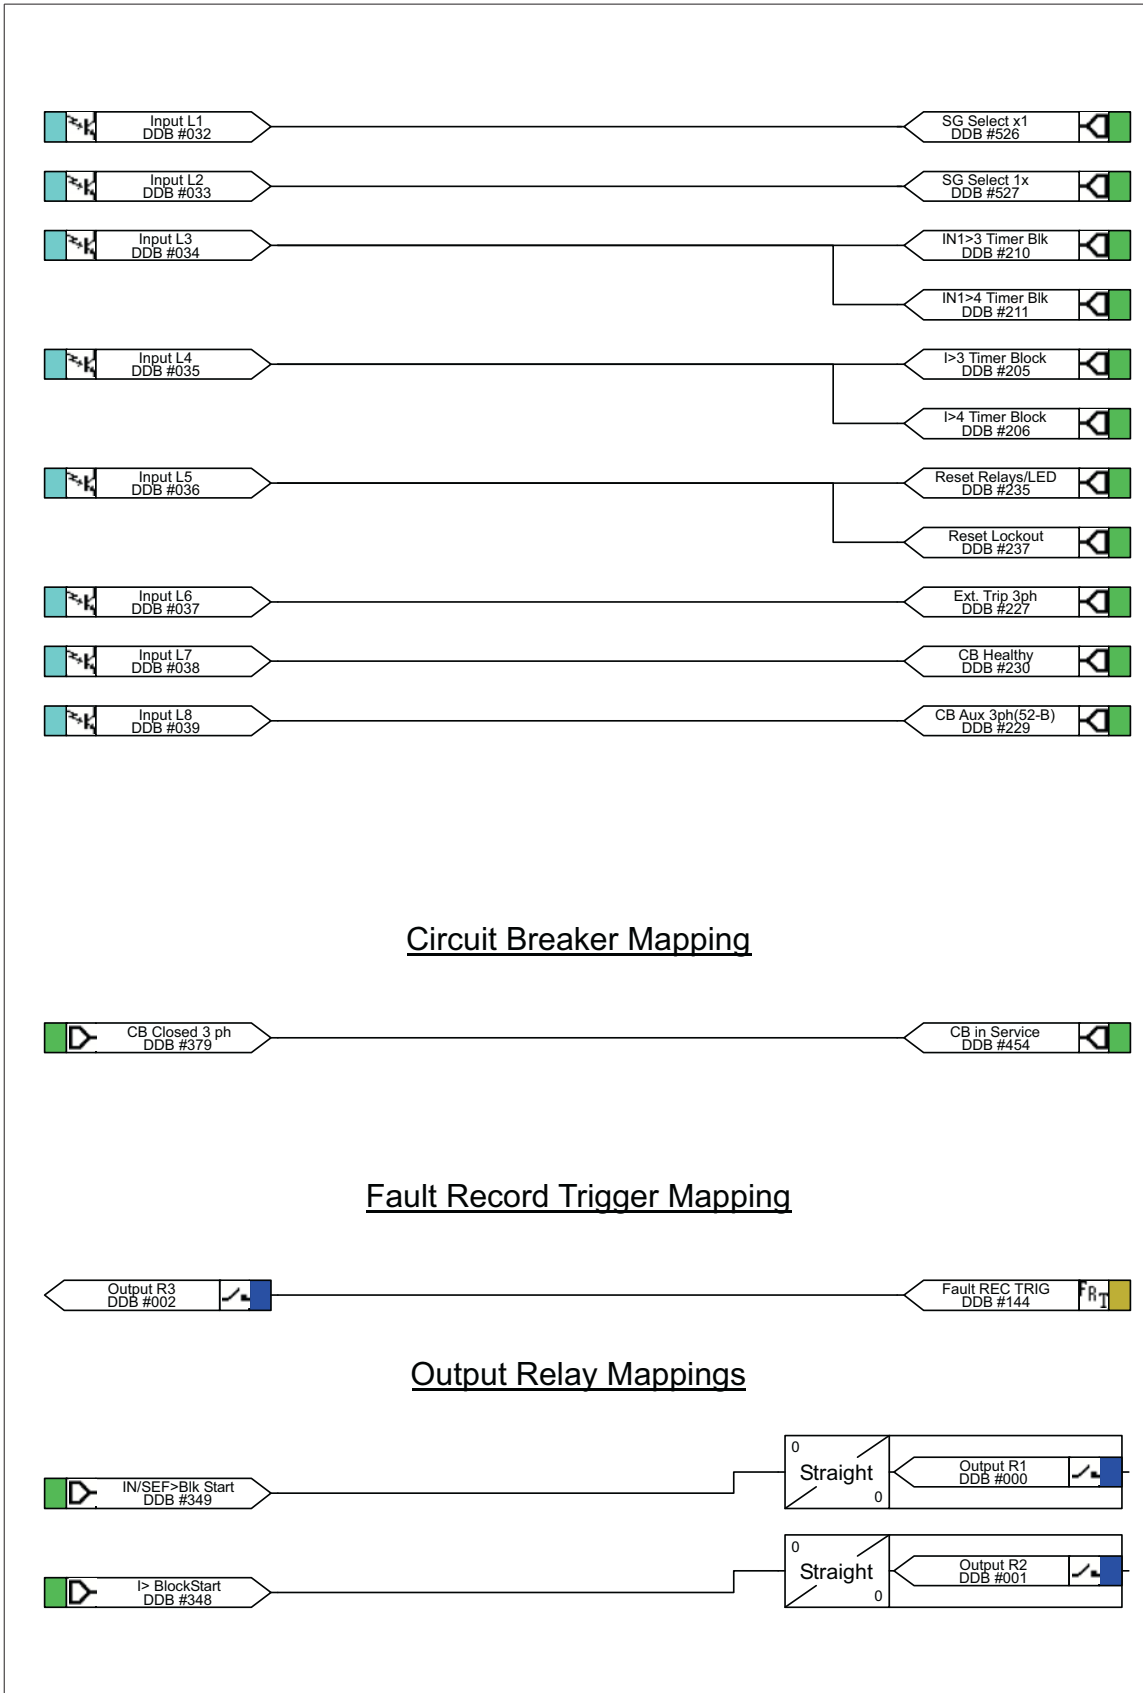 Input L1
DDB #032
SG Select x1
DDB #526
Input L2
DDB #033
SG Select 1x
DDB #527
Input L3
DDB #034
IN1>3 Timer Blk
DDB #210
IN1>4 Timer Blk
DDB #211
Input L4
DDB #035
I>3 Timer Block
DDB #205
I>4 Timer Block
DDB #206
Input L5
DDB #036
Reset Relays/LED
DDB #235
Reset Lockout
DDB #237
Input L6
DDB #037
Ext. Trip 3ph
DDB #227
Input L7
DDB #038
CB Healthy
DDB #230
Input L8
DDB #039
CB Aux 3ph(52-B)
DDB #229
Circuit Breaker Mapping
CB Closed 3 ph
DDB #379
CB in Service
DDB #454
Fault Record Trigger Mapping
Output R3
DDB #002
Fault REC TRIG
DDB #144
FRT
Output Relay Mappings
IN/SEF>Blk Start
DDB #349
0
Straight
0
Output R1
DDB #000
I> BlockStart
DDB #348
0
Straight
0
Output R2
DDB #001